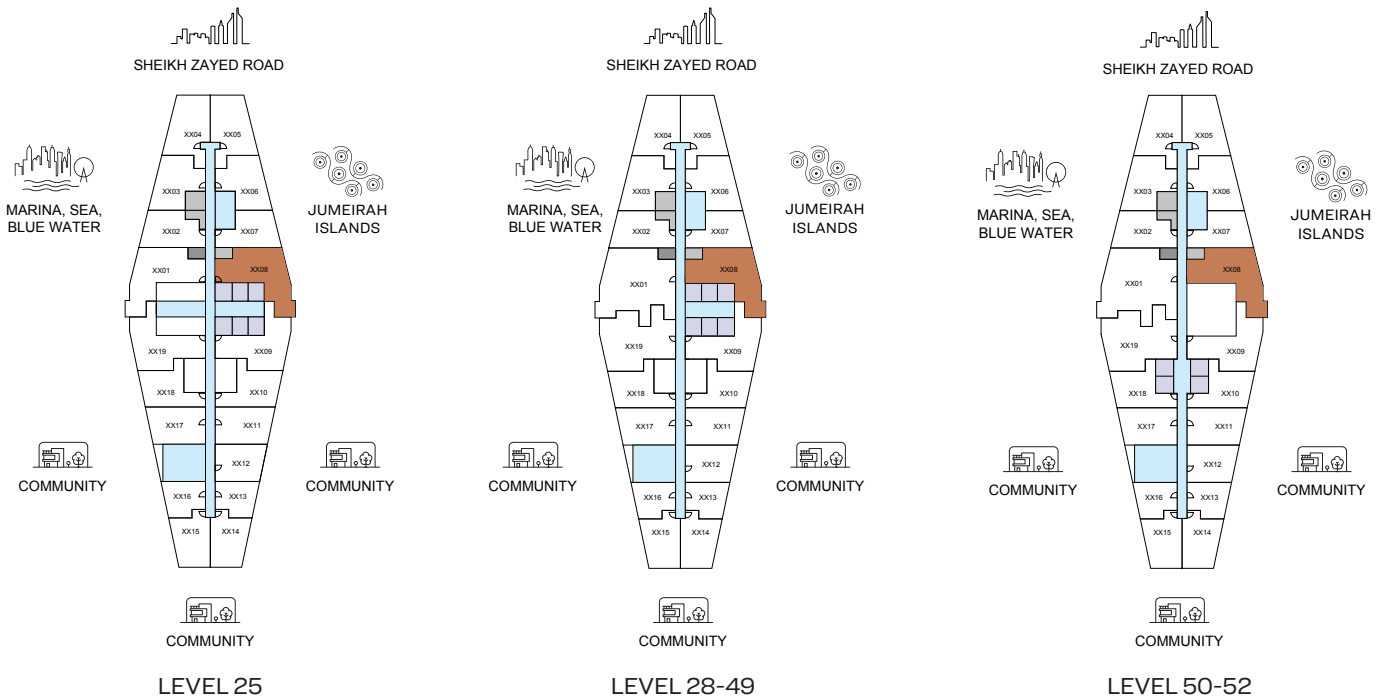 SHEIKH ZAYED ROAD
MARINA, SEA,
BLUE WATER
JUMEIRAH
ISLANDS
XX04
XX05
XX03
XX06
XX02
XX07
XX01
XX08
XX19
XX09
XX18
XX10
XX17
XX11
XX12
XX16
XX13
XX15
XX14
COMMUNITY
COMMUNITY
COMMUNITY
LEVEL 25
SHEIKH ZAYED ROAD
MARINA, SEA,
BLUE WATER
JUMEIRAH
ISLANDS
XX04
XX05
XX03
XX06
XX02
XX07
XX01
XX08
XX19
XX09
XX18
XX10
XX17
XX11
XX12
XX16
XX13
XX15
XX14
COMMUNITY
COMMUNITY
COMMUNITY
LEVEL 28-49
SHEIKH ZAYED ROAD
MARINA, SEA,
BLUE WATER
JUMEIRAH
ISLANDS
XX04
XX05
XX03
XX06
XX02
XX07
XX01
XX08
XX19
XX09
XX18
XX10
XX17
XX11
XX12
XX16
XX13
XX15
XX14
COMMUNITY
COMMUNITY
COMMUNITY
LEVEL 50-52